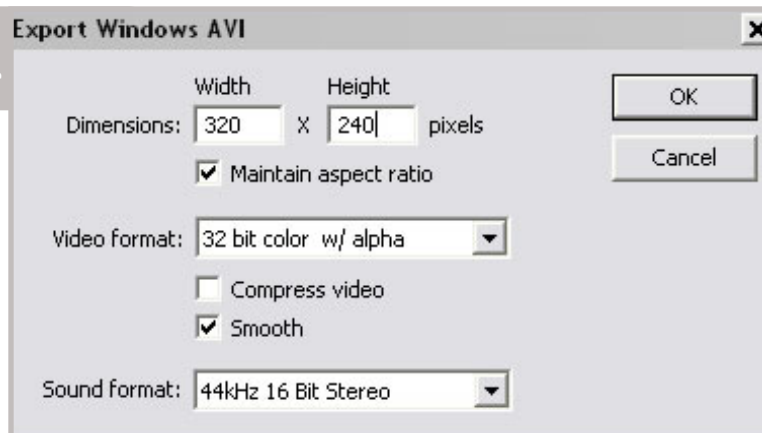 Export Windows AVI
Width Height
Dimensions: 320 X 240 pixels
Maintain aspect ratio
Video format: 32 bit color w/ alpha
Compress video
Smooth
Sound format: 44kHz 16 Bit Stereo
OK
Cancel